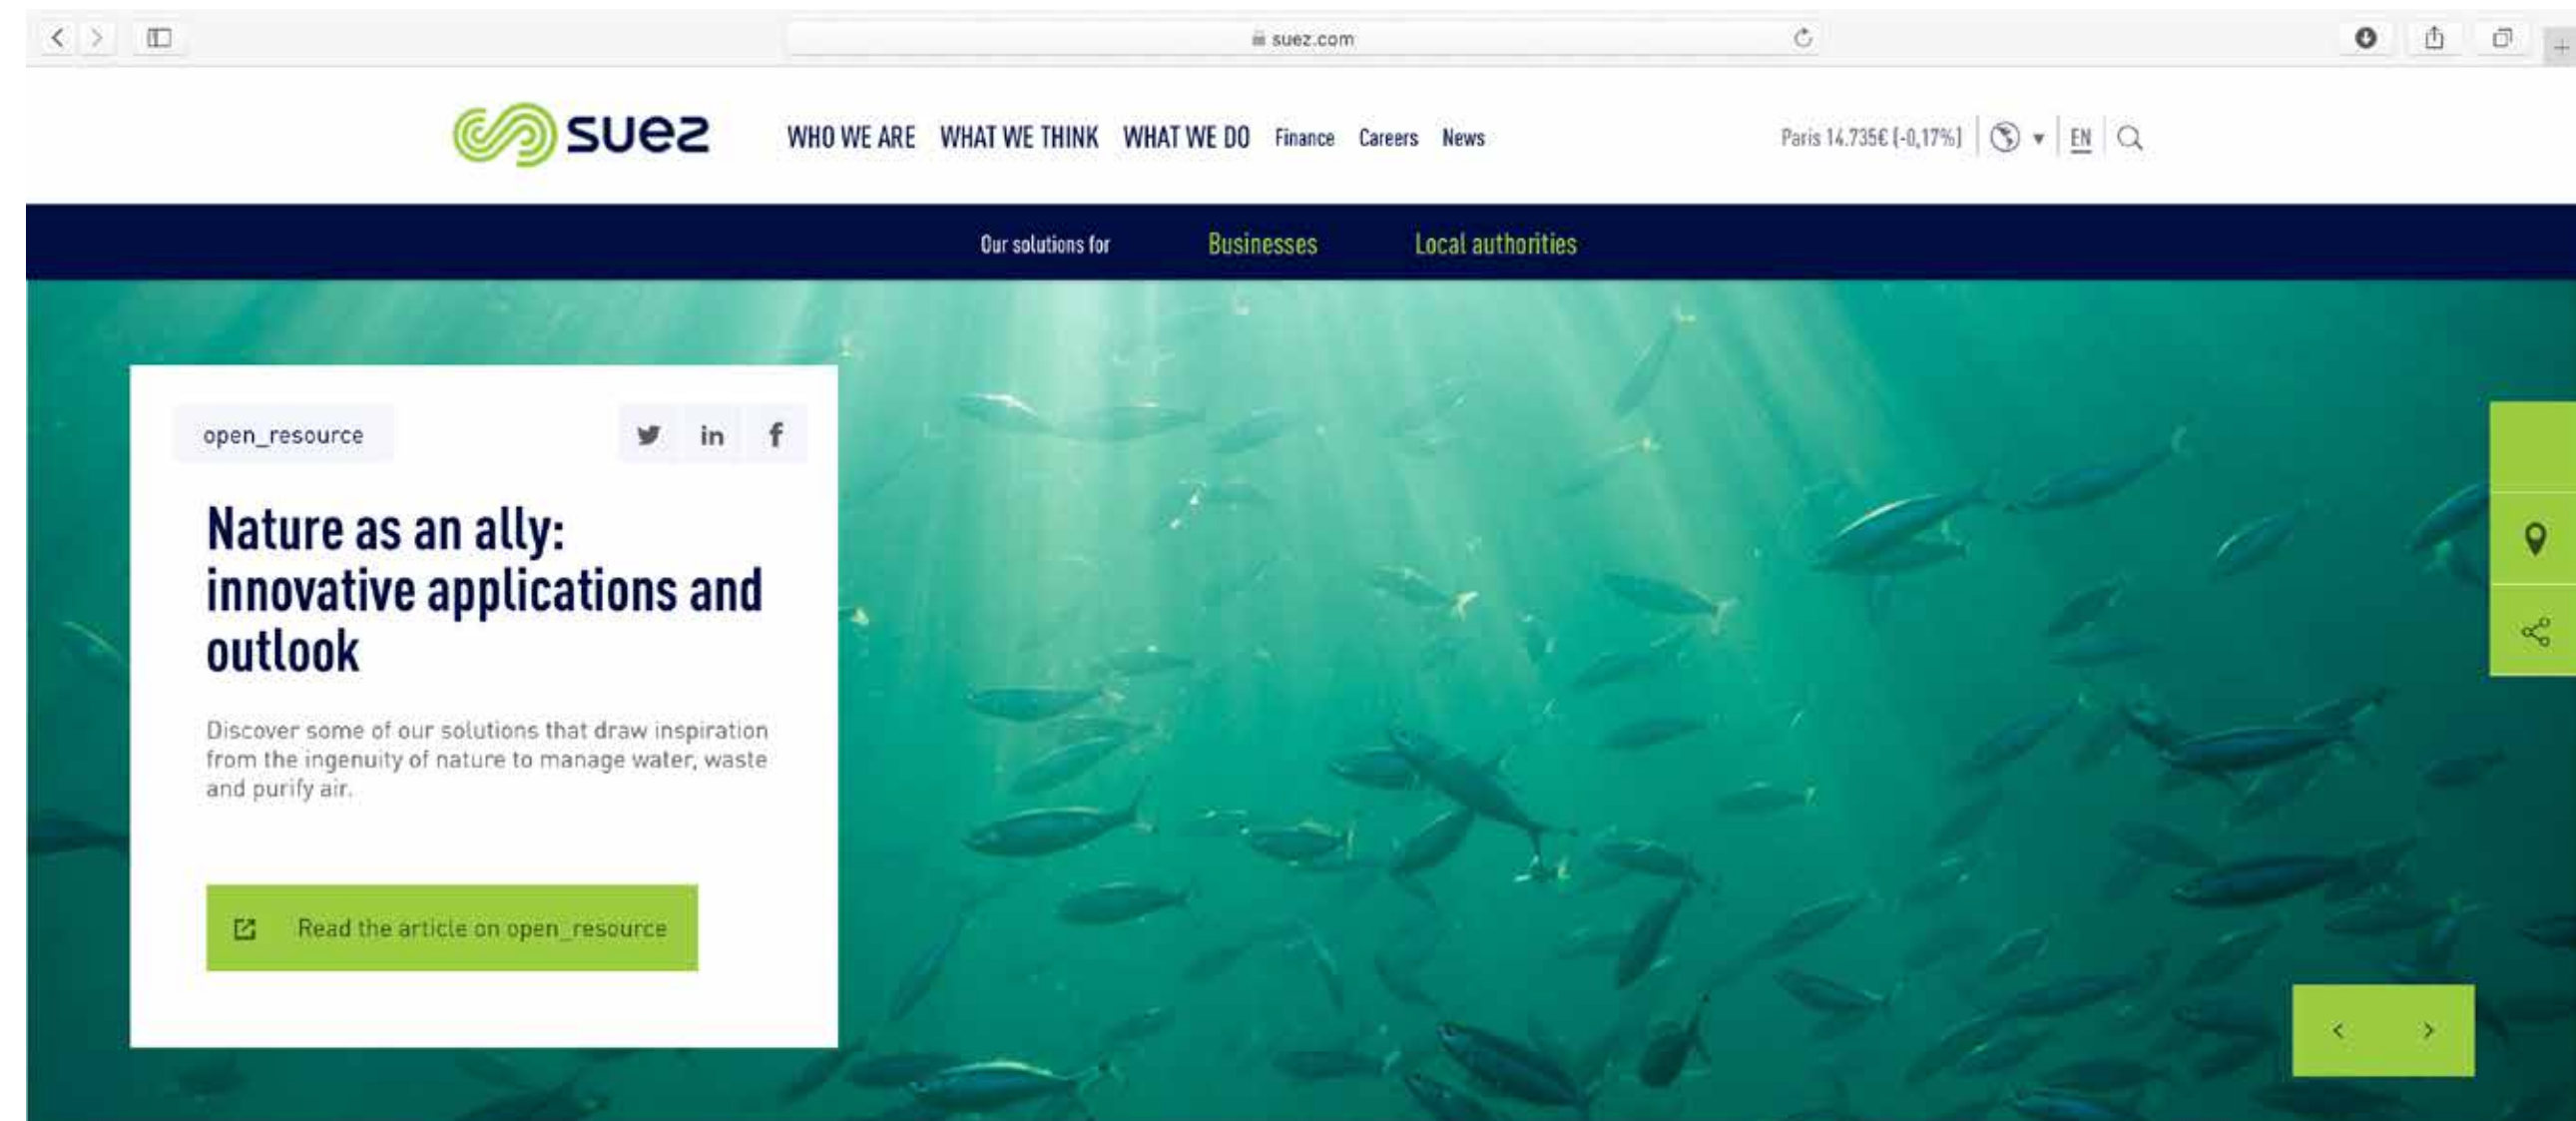 suez.com
suez
WHO WE ARE WHAT WE THINK WHAT WE DO Finance Careers News
Paris 14.735€ (-0,17%) EN
Our solutions for Businesses Local authorities
open_resource
in f
Nature as an ally:
innovative applications and
outlook
Discover some of our solutions that draw inspiration
from the ingenuity of nature to manage water, waste
and purify air.
Read the article on open_resource